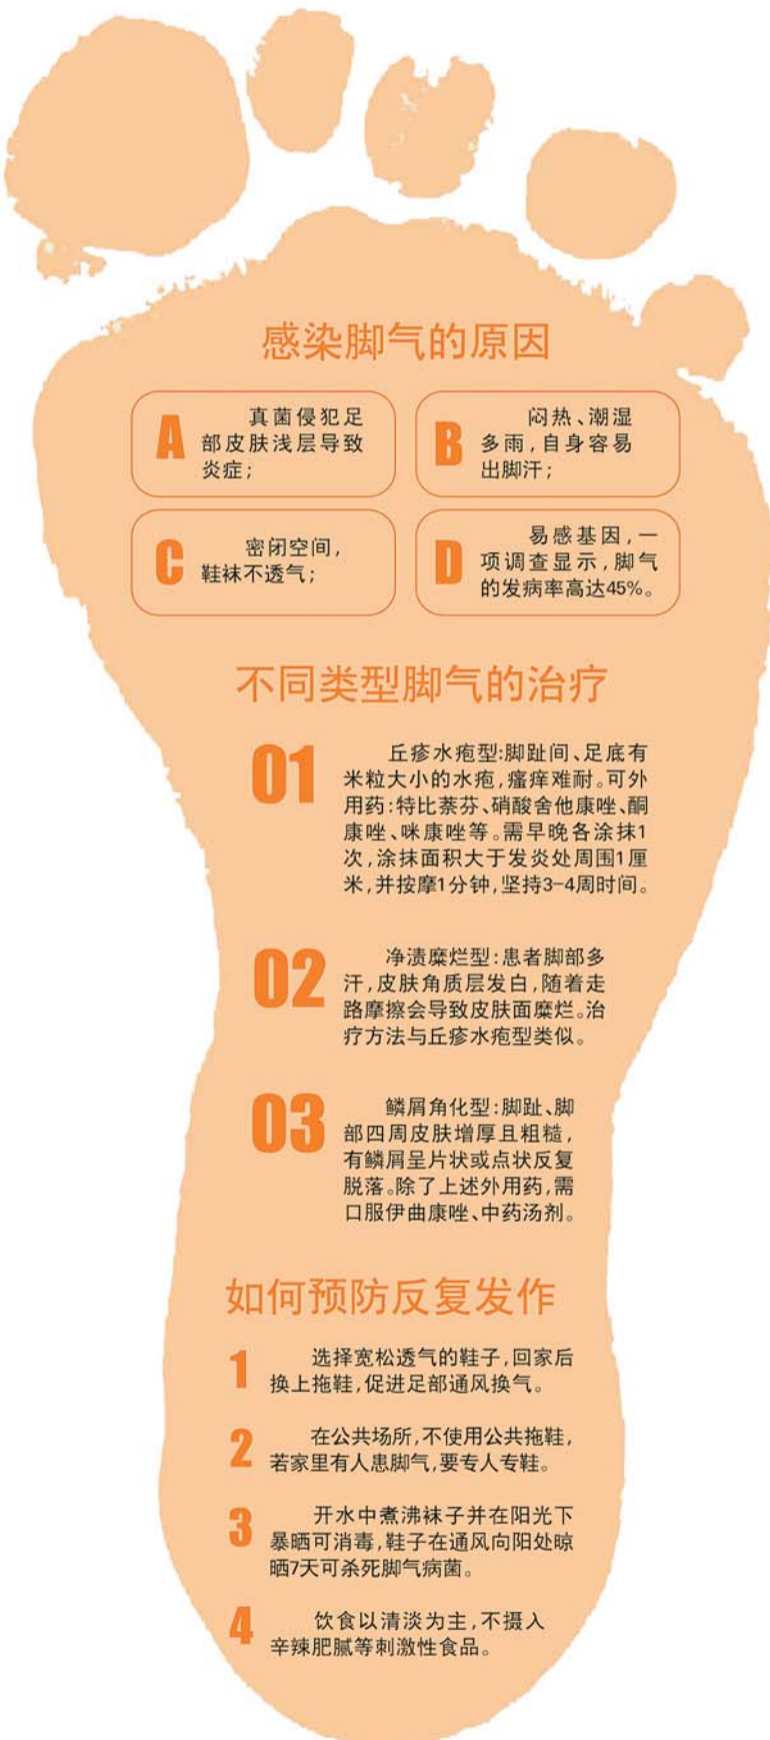 感染脚气的原因
A
真菌侵犯足
部皮肤浅层导致
炎症;
B
闷热、潮湿
多雨,自身容易
出脚汗;
C
密闭空间,
鞋袜不透气;
D
易感基因,一
项调查显示,脚气
的发病率高达45%。
不同类型脚气的治疗
01
丘疹水疱型:脚趾间、足底有
米粒大小的水疱,瘙痒难耐。可外
用药:特比萘芬、硝酸舍他康唑、酮
康唑、咪康唑等。需早晚各涂抹1
次,涂抹面积大于发炎处周围1厘
米,并按摩1分钟,坚持3-4周时间。
02
净渍糜烂型:患者脚部多
汗,皮肤角质层发白,随着走
路摩擦会导致皮肤面糜烂。治
疗方法与丘疹水疱型类似。
03
鳞屑角化型:脚趾、脚
部四周皮肤增厚且粗糙,
有鳞屑呈片状或点状反复
脱落。除了上述外用药,需
口服伊曲康唑、中药汤剂。
如何预防反复发作
1
选择宽松透气的鞋子,回家后
换上拖鞋,促进足部通风换气。
2
在公共场所,不使用公共拖鞋,
若家里有人患脚气,要专人专鞋。
3
开水中煮沸袜子并在阳光下
暴晒可消毒,鞋子在通风向阳处晾
晒7天可杀死脚气病菌。
4
饮食以清淡为主,不摄入
辛辣肥腻等刺激性食品。